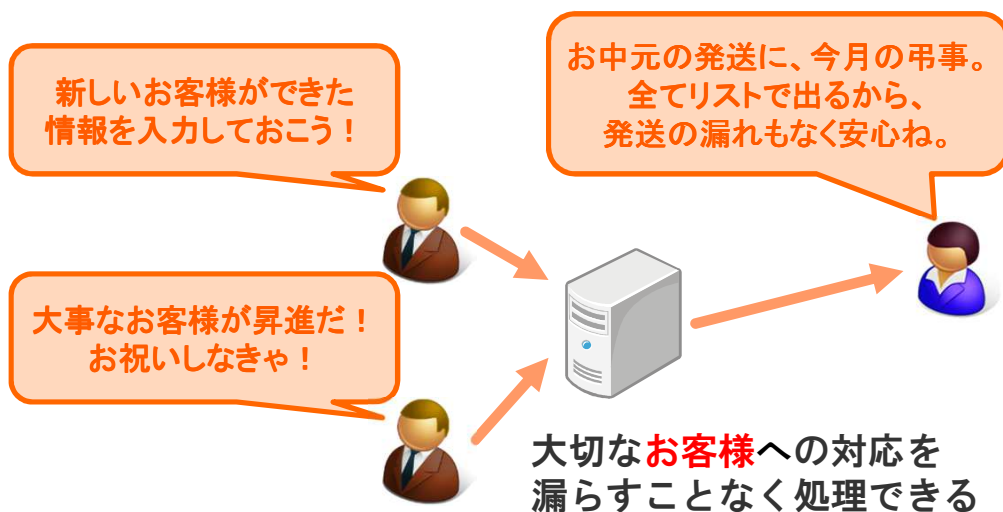 新しいお客様ができた
情報を入力しておこう！
お中元の発送に、今月の弔事。
全てリストで出るから、
発送の漏れもなく安心ね。
大事なお客様が昇進だ！
お祝いしなきゃ！
大切なお客様への対応を
漏らすことなく処理できる